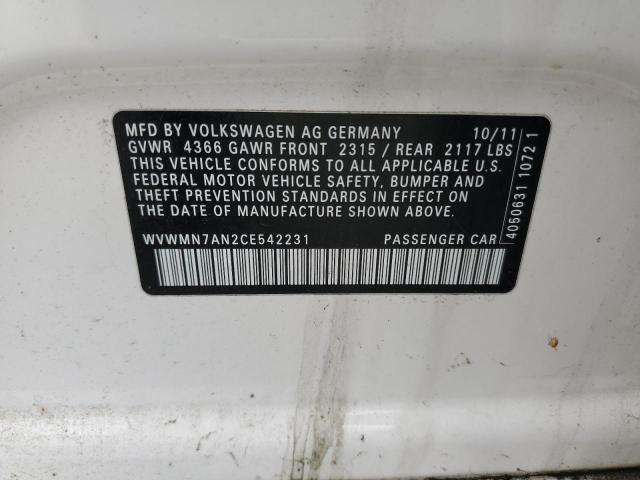 MFD BY VOLKSWAGEN AG GERMANY 10/11
GVWR 4366 GAWR FRONT 2315 / REAR 2117 LBS
THIS VEHICLE CONFORMS TO ALL APPLICABLE U.S.
FEDERAL MOTOR VEHICLE SAFETY, BUMPER AND
THEFT PREVENTION STANDARDS IN EFFECT ON
THE DATE OF MANUFACTURE SHOWN ABOVE.
WVWMN7AN2CE542231 PASSENGER CAR
4050631 1072 1